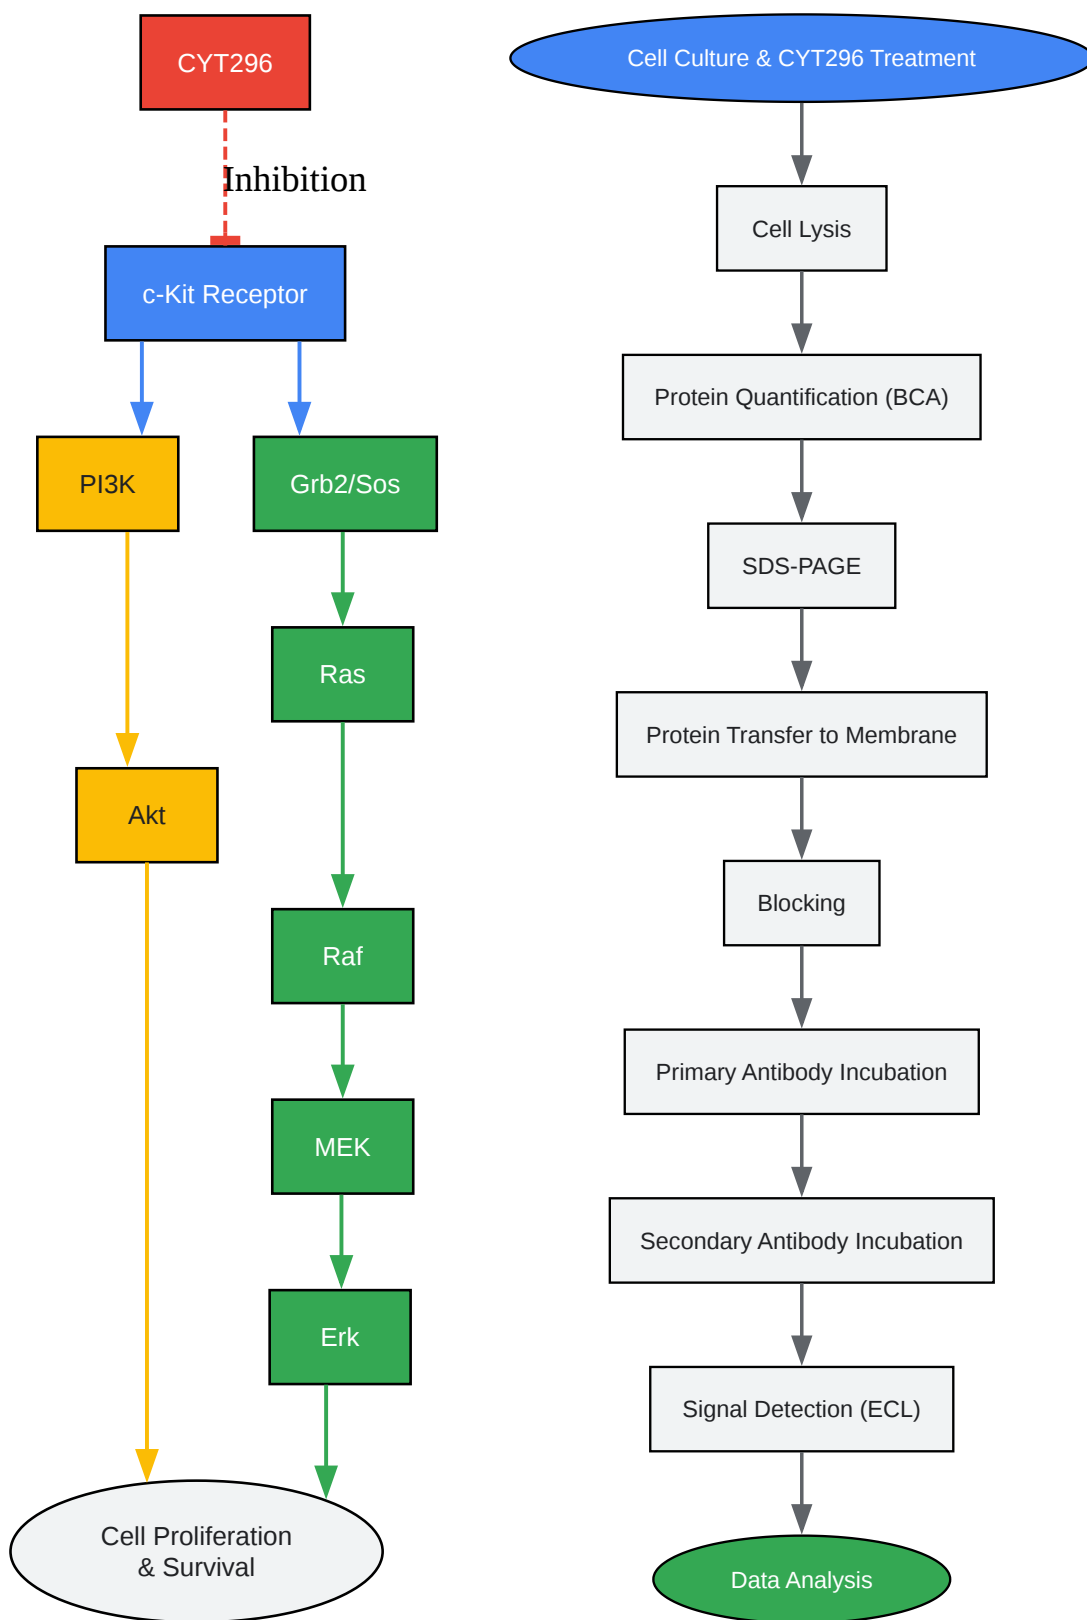 CYT296
Inhibition
c-Kit Receptor
PI3K
Grb2/Sos
Ras
Akt
Raf
MEK
Erk
Cell Proliferation
& Survival
Cell Culture & CYT296 Treatment
Cell Lysis
Protein Quantification (BCA)
SDS-PAGE
Protein Transfer to Membrane
Blocking
Primary Antibody Incubation
Secondary Antibody Incubation
Signal Detection (ECL)
Data Analysis